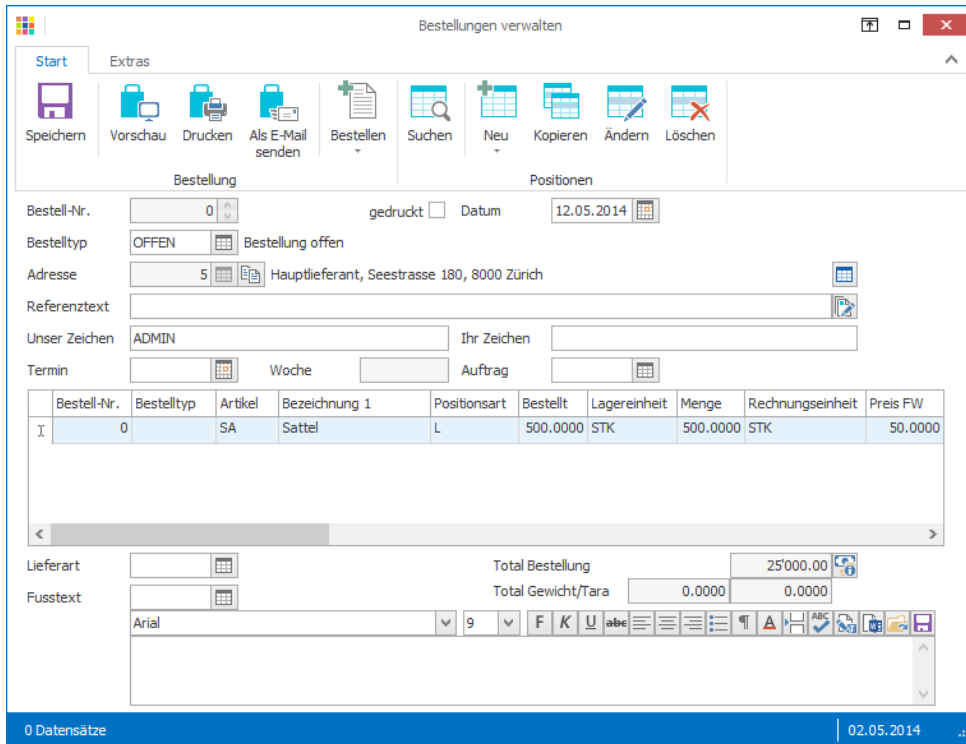 Bestellungen verwalten
Start Extras
Speichern Vorschau Drucken Als E-Mail senden Bestellen Suchen Neu Kopieren Ändern Löschen
Bestellung Positionen
Bestell-Nr. 0 gedruckt Datum 12.05.2014
Bestelltyp OFFEN Bestellung offen
Adresse 5 Hauptlieferant, Seestrasse 180, 8000 Zürich
Referenztext
Unser Zeichen ADMIN Ihr Zeichen
Termin Woche Auftrag
Bestell-Nr. Bestelltyp Artikel Bezeichnung 1 Positionsart Bestellt Lagereinheit Menge Rechnungseinheit Preis FW
0 SA Sattel L 500.0000 STK 500.0000 STK 50.0000
Lieferart Total Bestellung 25'000.00
Fusstext Total Gewicht/Tara 0.0000 0.0000
Arial 9 F K U abc A ABC
0 Datensätze 02.05.2014